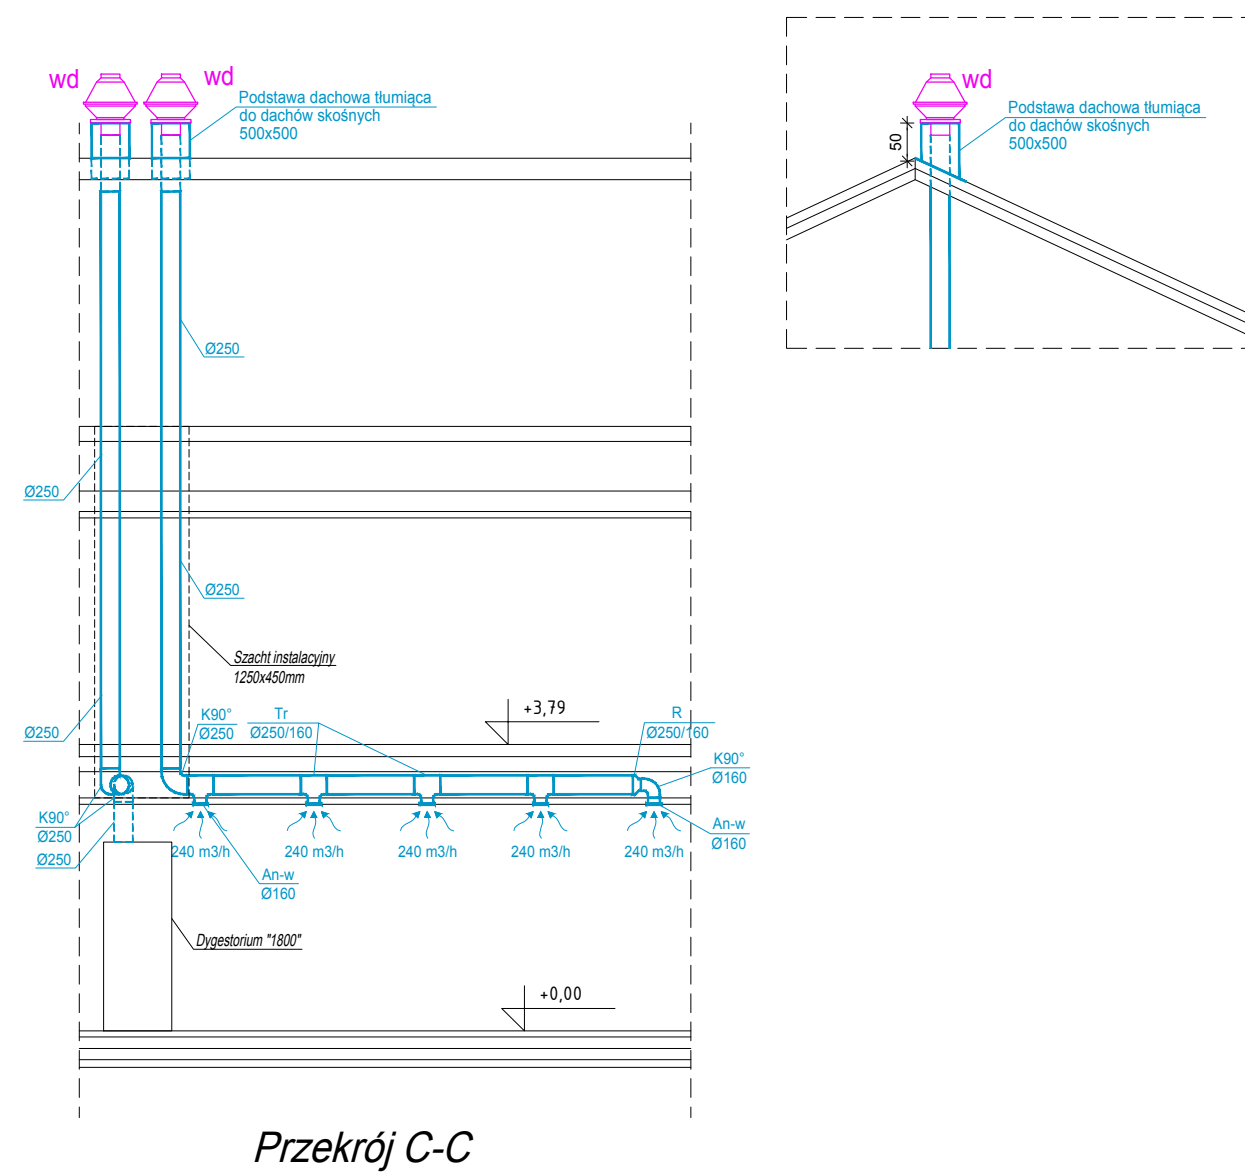 wd
wd
Podstawa dachowa tłumiąca
do dachów skośnych
500x500
wd
Podstawa dachowa tłumiąca
do dachów skośnych
500x500
50
Ø250
Ø250
Ø250
Szacht instalacyjny
1250x450mm
Ø250
K90°
Ø250
Tr
Ø250/160
+3,79
R
Ø250/160
K90°
Ø160
K90°
Ø250
Ø250
An-w
Ø160
240 m3/h
240 m3/h
240 m3/h
240 m3/h
240 m3/h
An-w
Ø160
Dygestorium "1800"
+0,00
Przekrój C-C